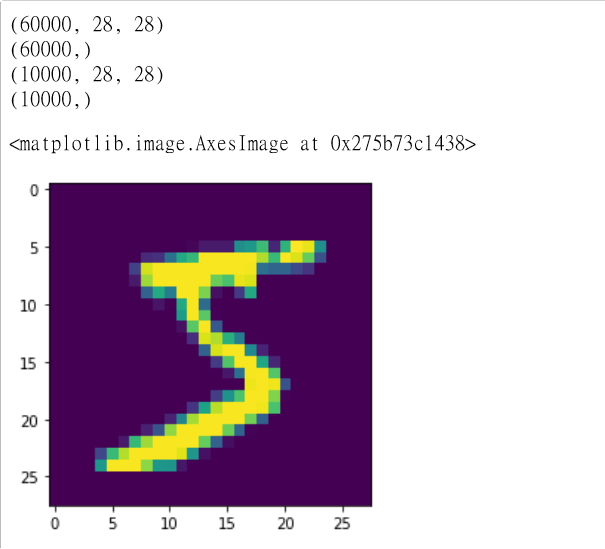 (60000, 28, 28)
(60000,)
(10000, 28, 28)
(10000,)
<matplotlib.image.AxesImage at 0x275b73c1438>
0
5
10
15
20
25
0 5 10 15 20 25